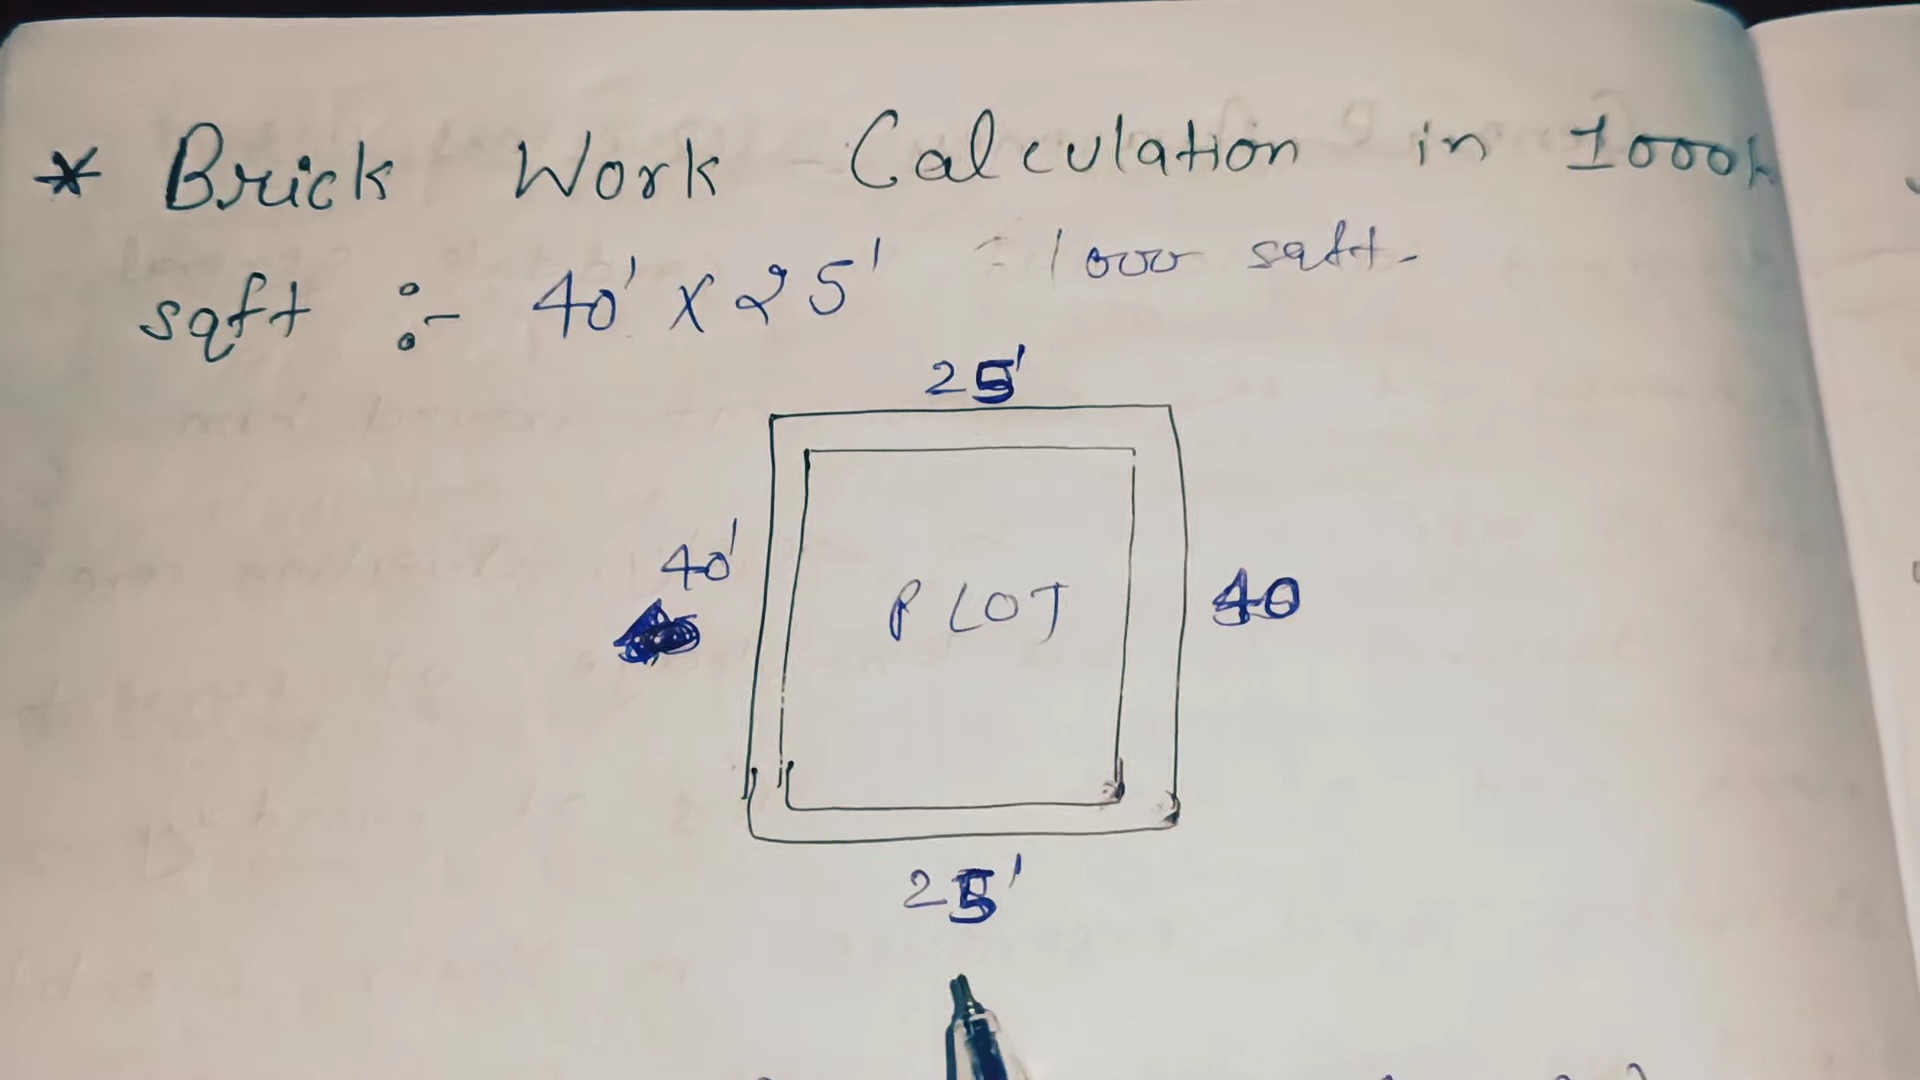 * Brick Work Calculation in 1000
sqft :- 40' x 25' = 1000 sqft.
25'
40'
PLOT
40
25'